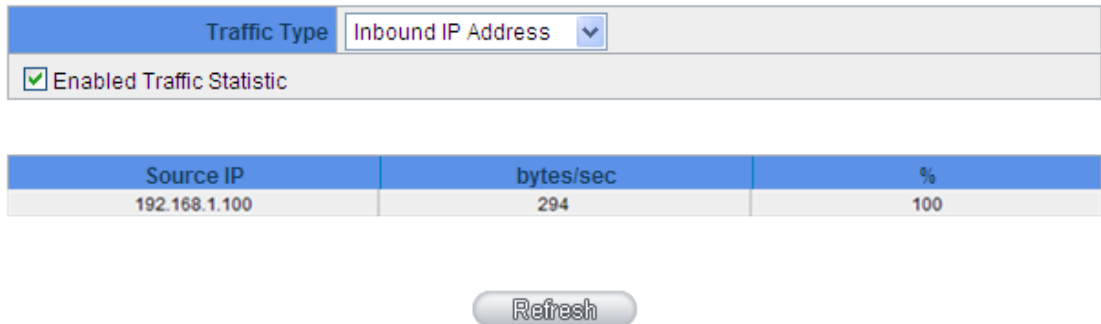 Traffic Type Inbound IP Address
Enabled Traffic Statistic
Source IP bytes/sec %
192.168.1.100 294 100
Refresh